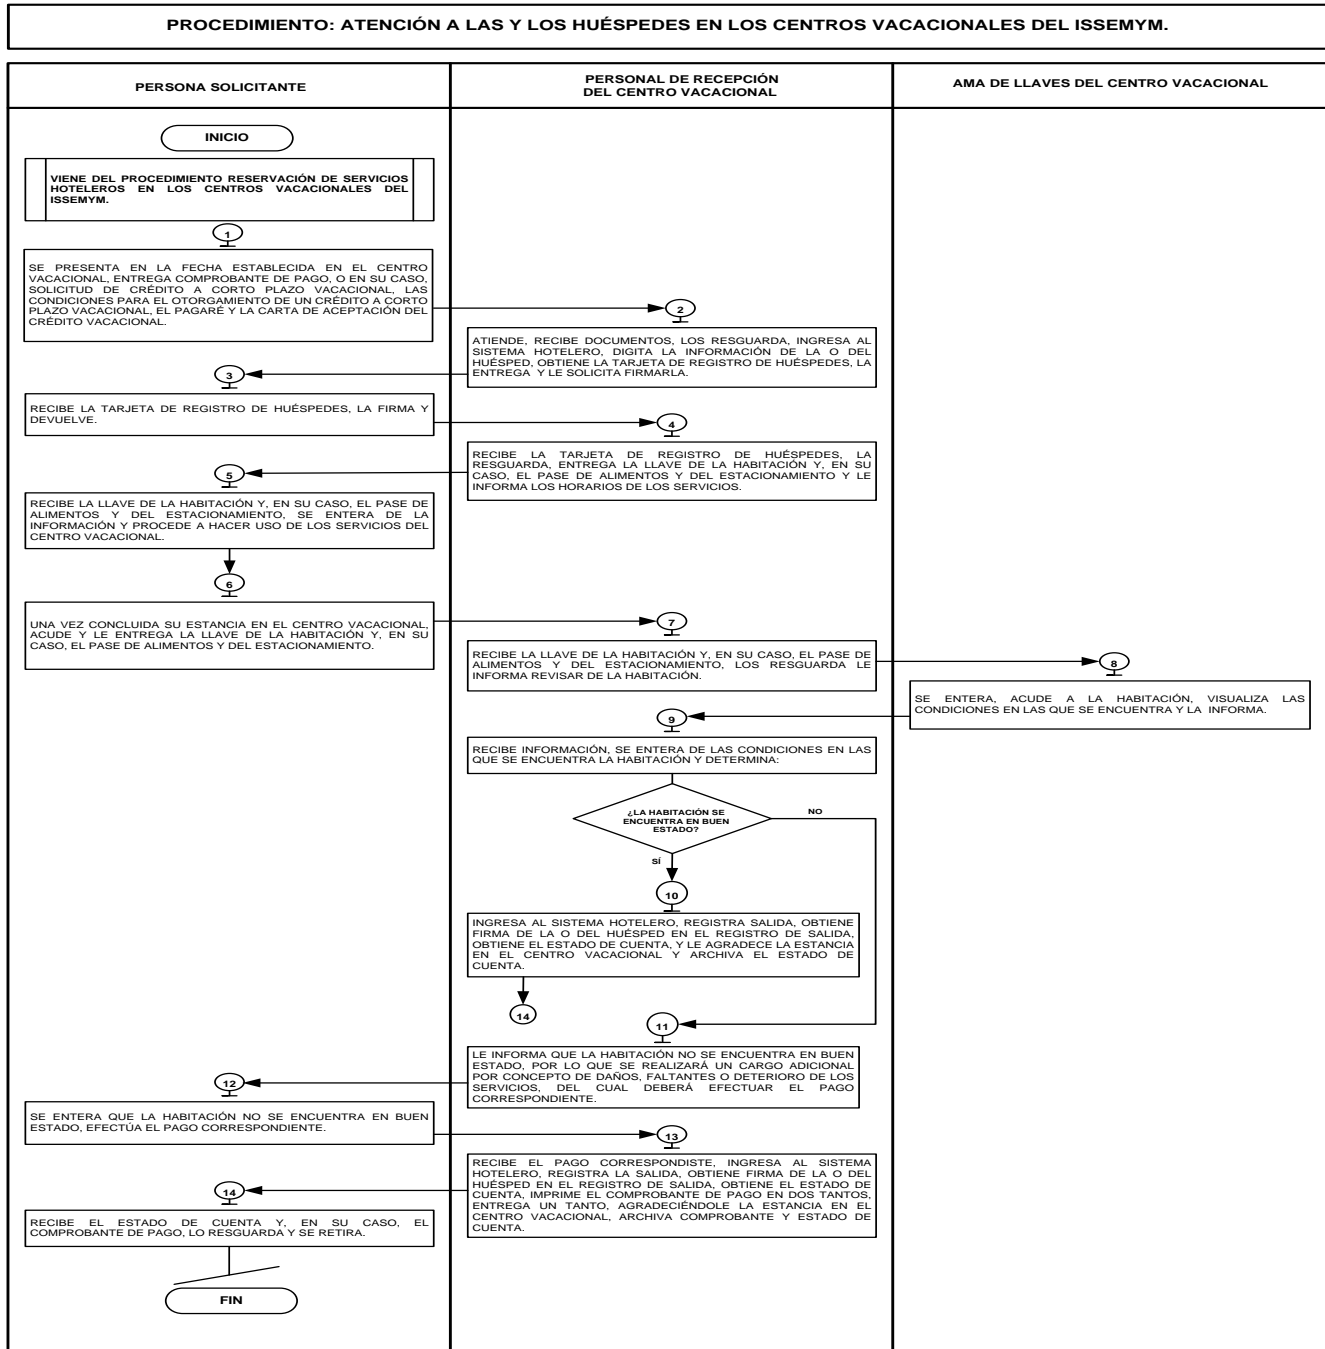 PROCEDIMIENTO: ATENCIÓN A LAS Y LOS HUÉSPEDES EN LOS CENTROS VACACIONALES DEL ISSEMYM.
PERSONA SOLICITANTE
PERSONAL DE RECEPCIÓN
DEL CENTRO VACACIONAL
AMA DE LLAVES DEL CENTRO VACACIONAL
INICIO
VIENE DEL PROCEDIMIENTO RESERVACIÓN DE SERVICIOS
HOTELEROS EN LOS CENTROS VACACIONALES DEL
ISSEMYM.
1
SE PRESENTA EN LA FECHA ESTABLECIDA EN EL CENTRO
VACACIONAL, ENTREGA COMPROBANTE DE PAGO, O EN SU CASO,
SOLICITUD DE CRÉDITO A CORTO PLAZO VACACIONAL, LAS
CONDICIONES PARA EL OTORGAMIENTO DE UN CRÉDITO A CORTO
PLAZO VACACIONAL, EL PAGARÉ Y LA CARTA DE ACEPTACIÓN DEL
CRÉDITO VACACIONAL.
2
ATIENDE, RECIBE DOCUMENTOS, LOS RESGUARDA, INGRESA AL
SISTEMA HOTELERO, DIGITA LA INFORMACIÓN DE LA O DEL
HUÉSPED, OBTIENE LA TARJETA DE REGISTRO DE HUÉSPEDES, LA
ENTREGA Y LE SOLICITA FIRMARLA.
3
RECIBE LA TARJETA DE REGISTRO DE HUÉSPEDES, LA FIRMA Y
DEVUELVE.
4
RECIBE LA TARJETA DE REGISTRO DE HUÉSPEDES, LA
RESGUARDA, ENTREGA LA LLAVE DE LA HABITACIÓN Y, EN SU
CASO, EL PASE DE ALIMENTOS Y DEL ESTACIONAMIENTO Y LE
INFORMA LOS HORARIOS DE LOS SERVICIOS.
5
RECIBE LA LLAVE DE LA HABITACIÓN Y, EN SU CASO, EL PASE DE
ALIMENTOS Y DEL ESTACIONAMIENTO, SE ENTERA DE LA
INFORMACIÓN Y PROCEDE A HACER USO DE LOS SERVICIOS DEL
CENTRO VACACIONAL.
6
UNA VEZ CONCLUIDA SU ESTANCIA EN EL CENTRO VACACIONAL,
ACUDE Y LE ENTREGA LA LLAVE DE LA HABITACIÓN Y, EN SU
CASO, EL PASE DE ALIMENTOS Y DEL ESTACIONAMIENTO.
7
RECIBE LA LLAVE DE LA HABITACIÓN Y, EN SU CASO, EL PASE DE
ALIMENTOS Y DEL ESTACIONAMIENTO, LOS RESGUARDA LE
INFORMA REVISAR DE LA HABITACIÓN.
8
SE ENTERA, ACUDE A LA HABITACIÓN, VISUALIZA LAS
CONDICIONES EN LAS QUE SE ENCUENTRA Y LA INFORMA.
9
RECIBE INFORMACIÓN, SE ENTERA DE LAS CONDICIONES EN LAS
QUE SE ENCUENTRA LA HABITACIÓN Y DETERMINA:
¿LA HABITACIÓN SE
ENCUENTRA EN BUEN
ESTADO?
NO
SÍ
10
INGRESA AL SISTEMA HOTELERO, REGISTRA SALIDA, OBTIENE
FIRMA DE LA O DEL HUÉSPED EN EL REGISTRO DE SALIDA,
OBTIENE EL ESTADO DE CUENTA, Y LE AGRADECE LA ESTANCIA
EN EL CENTRO VACACIONAL Y ARCHIVA EL ESTADO DE
CUENTA.
14
11
LE INFORMA QUE LA HABITACIÓN NO SE ENCUENTRA EN BUEN
ESTADO, POR LO QUE SE REALIZARÁ UN CARGO ADICIONAL
POR CONCEPTO DE DAÑOS, FALTANTES O DETERIORO DE LOS
SERVICIOS, DEL CUAL DEBERÁ EFECTUAR EL PAGO
CORRESPONDIENTE.
12
SE ENTERA QUE LA HABITACIÓN NO SE ENCUENTRA EN BUEN
ESTADO, EFECTÚA EL PAGO CORRESPONDIENTE.
13
RECIBE EL PAGO CORRESPONDISTE, INGRESA AL SISTEMA
HOTELERO, REGISTRA LA SALIDA, OBTIENE FIRMA DE LA O DEL
HUÉSPED EN EL REGISTRO DE SALIDA, OBTIENE EL ESTADO DE
CUENTA, IMPRIME EL COMPROBANTE DE PAGO EN DOS TANTOS,
ENTREGA UN TANTO, AGRADECIÉNDOLE LA ESTANCIA EN EL
CENTRO VACACIONAL, ARCHIVA COMPROBANTE Y ESTADO DE
CUENTA.
14
RECIBE EL ESTADO DE CUENTA Y, EN SU CASO, EL
COMPROBANTE DE PAGO, LO RESGUARDA Y SE RETIRA.
FIN